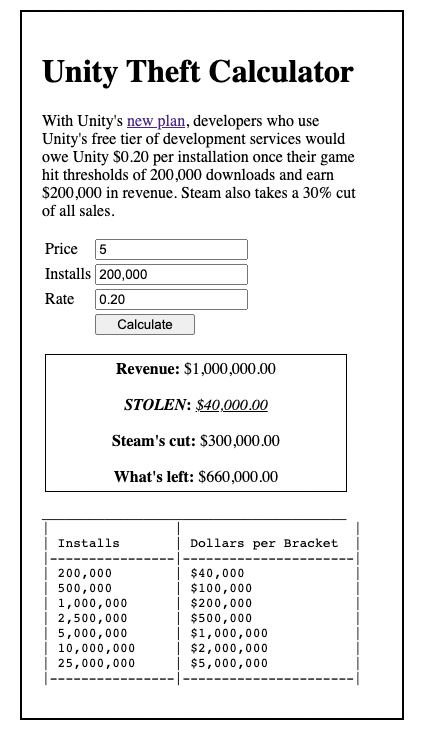 Unity Theft Calculator
With Unity's new plan, developers who use
Unity's free tier of development services would
owe Unity $0.20 per installation once their game
hit thresholds of 200,000 downloads and earn
$200,000 in revenue. Steam also takes a 30% cut
of all sales.
Price 5
Installs 200,000
Rate 0.20
Calculate
Revenue: $1,000,000.00
STOLEN: $40,000.00
Steam's cut: $300,000.00
What's left: $660,000.00
Installs Dollars per Bracket
200,000 $40,000
500,000 $100,000
1,000,000 $200,000
2,500,000 $500,000
5,000,000 $1,000,000
10,000,000 $2,000,000
25,000,000 $5,000,000